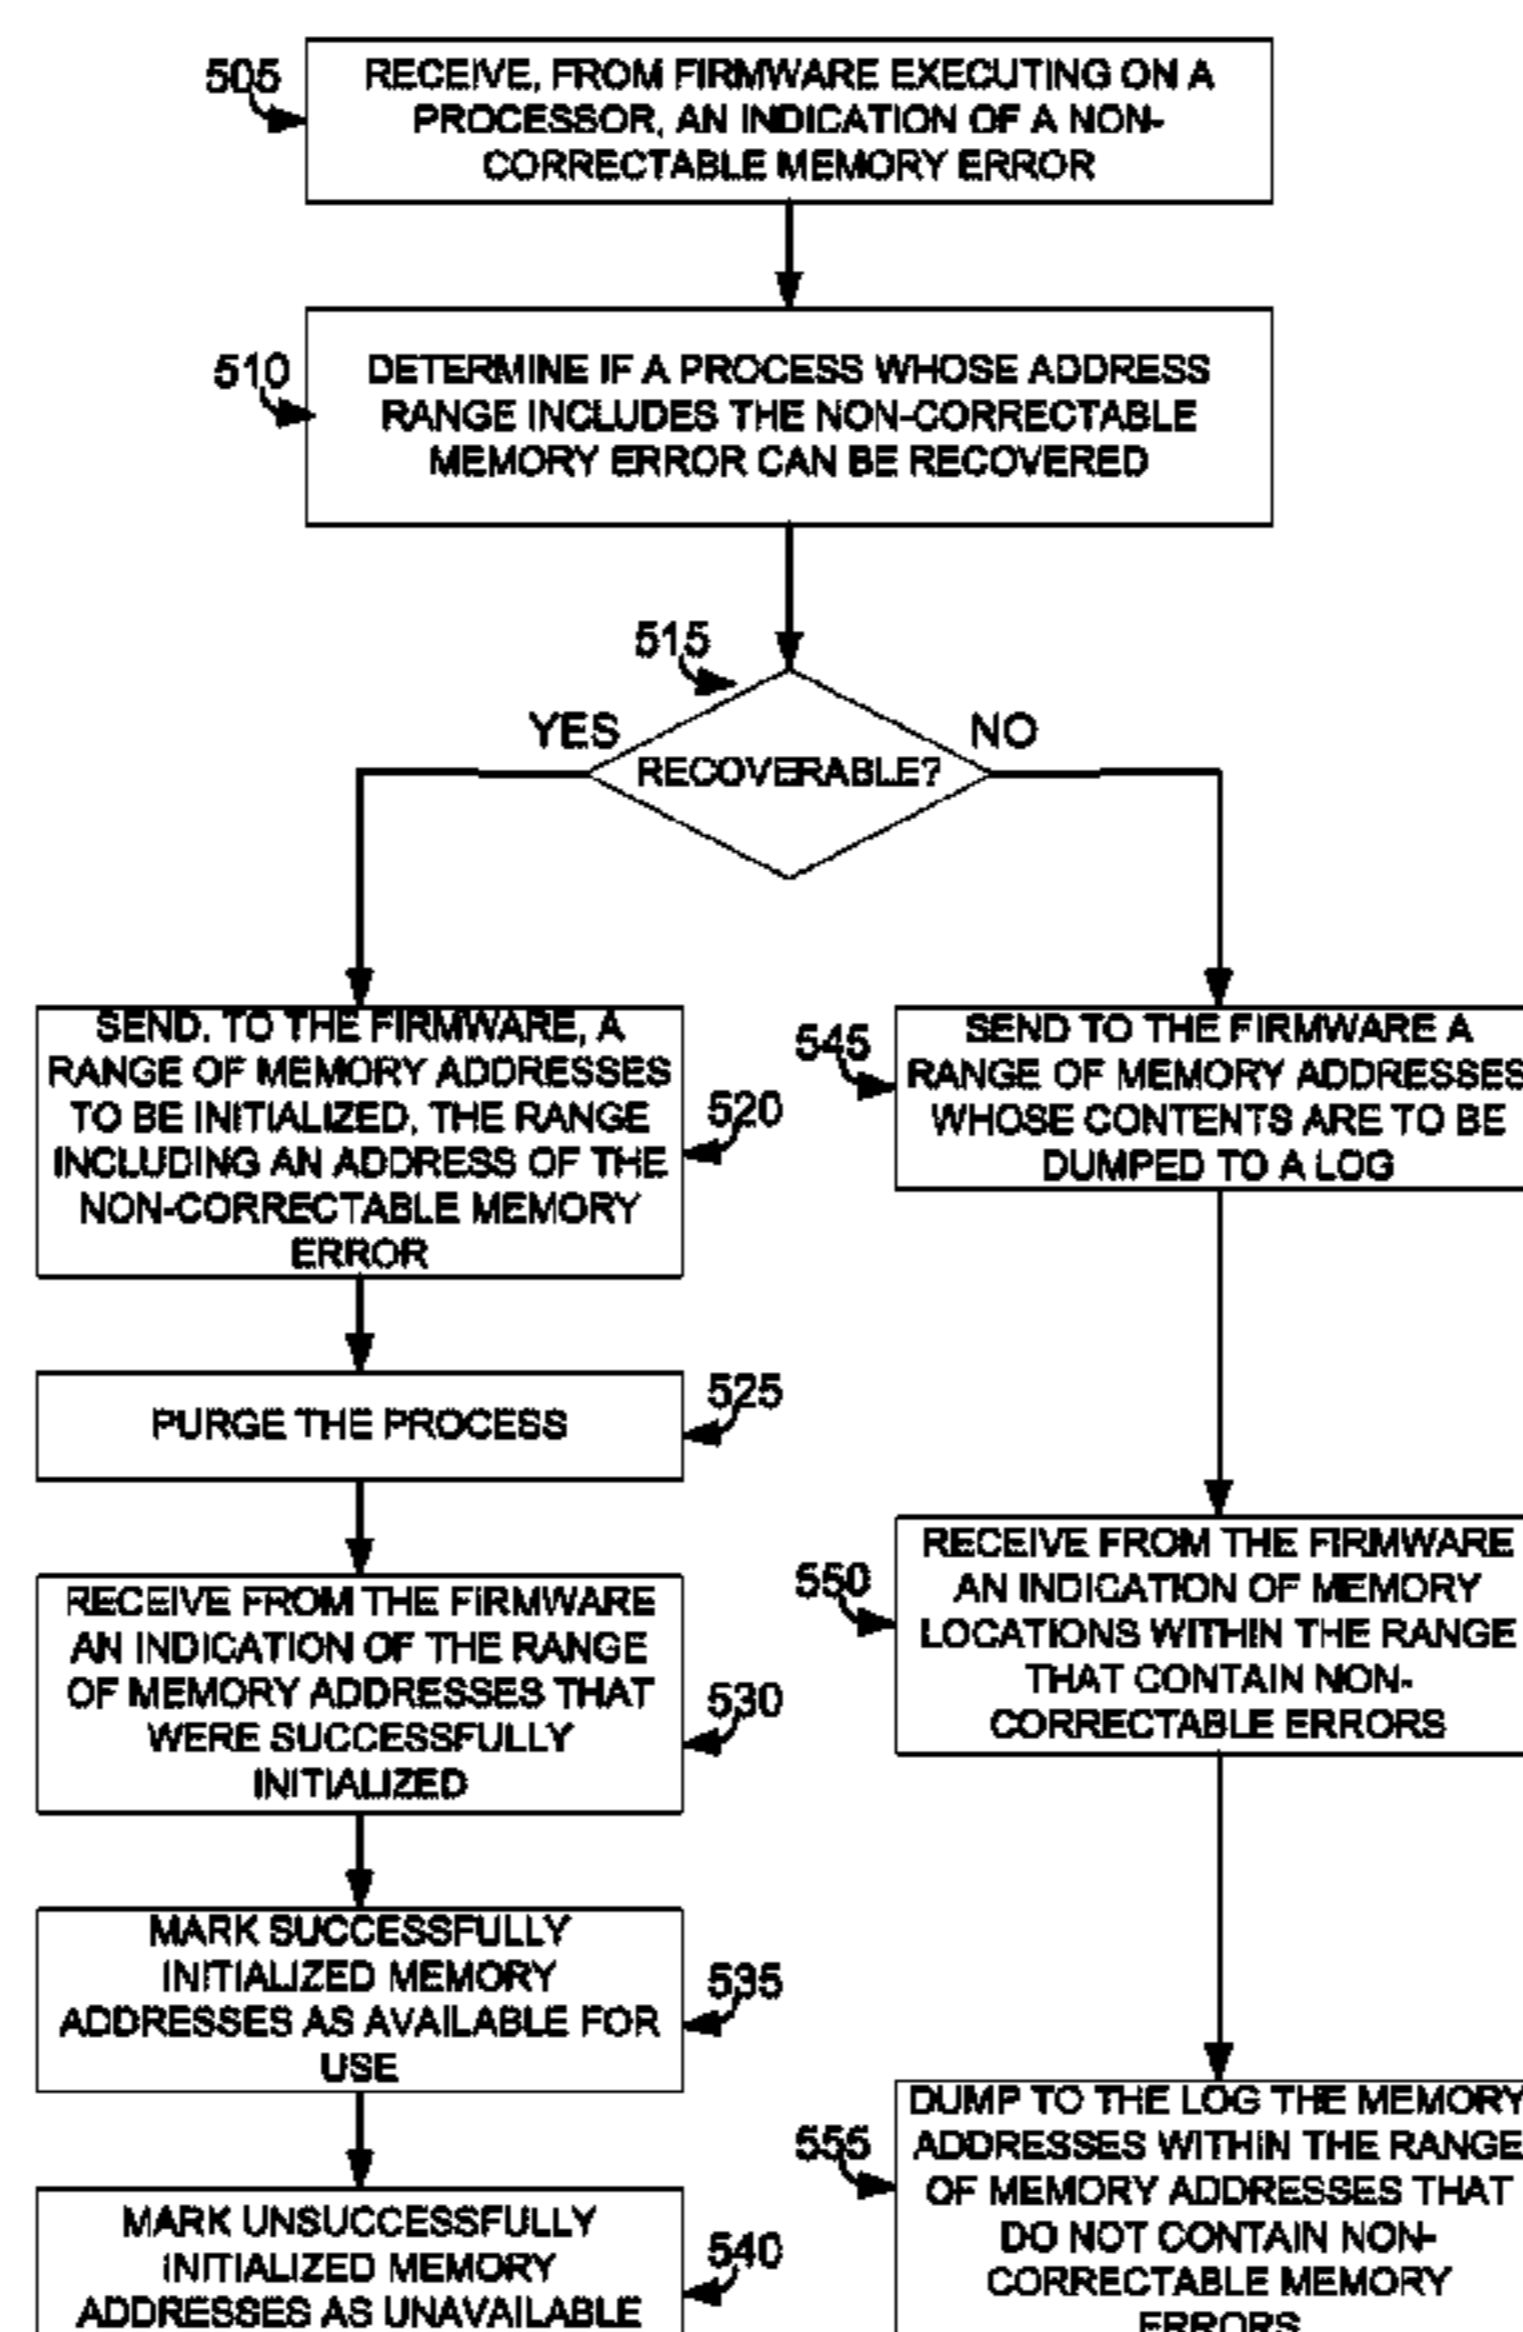 505
RECEIVE, FROM FIRMWARE EXECUTING ON A
PROCESSOR, AN INDICATION OF A NON-
CORRECTABLE MEMORY ERROR
510
DETERMINE IF A PROCESS WHOSE ADDRESS
RANGE INCLUDES THE NON-CORRECTABLE
MEMORY ERROR CAN BE RECOVERED
515
YES
RECOVERABLE?
NO
SEND, TO THE FIRMWARE, A
RANGE OF MEMORY ADDRESSES
TO BE INITIALIZED, THE RANGE
INCLUDING AN ADDRESS OF THE
NON-CORRECTABLE MEMORY
ERROR
520
PURGE THE PROCESS
525
RECEIVE FROM THE FIRMWARE
AN INDICATION OF THE RANGE
OF MEMORY ADDRESSES THAT
WERE SUCCESSFULLY
INITIALIZED
530
MARK SUCCESSFULLY
INITIALIZED MEMORY
ADDRESSES AS AVAILABLE FOR
USE
535
MARK UNSUCCESSFULLY
INITIALIZED MEMORY
ADDRESSES AS UNAVAILABLE
540
545
SEND TO THE FIRMWARE A
RANGE OF MEMORY ADDRESSES
WHOSE CONTENTS ARE TO BE
DUMPED TO A LOG
550
RECEIVE FROM THE FIRMWARE
AN INDICATION OF MEMORY
LOCATIONS WITHIN THE RANGE
THAT CONTAIN NON-
CORRECTABLE ERRORS
555
DUMP TO THE LOG THE MEMORY
ADDRESSES WITHIN THE RANGE
OF MEMORY ADDRESSES THAT
DO NOT CONTAIN NON-
CORRECTABLE MEMORY
ERRORS